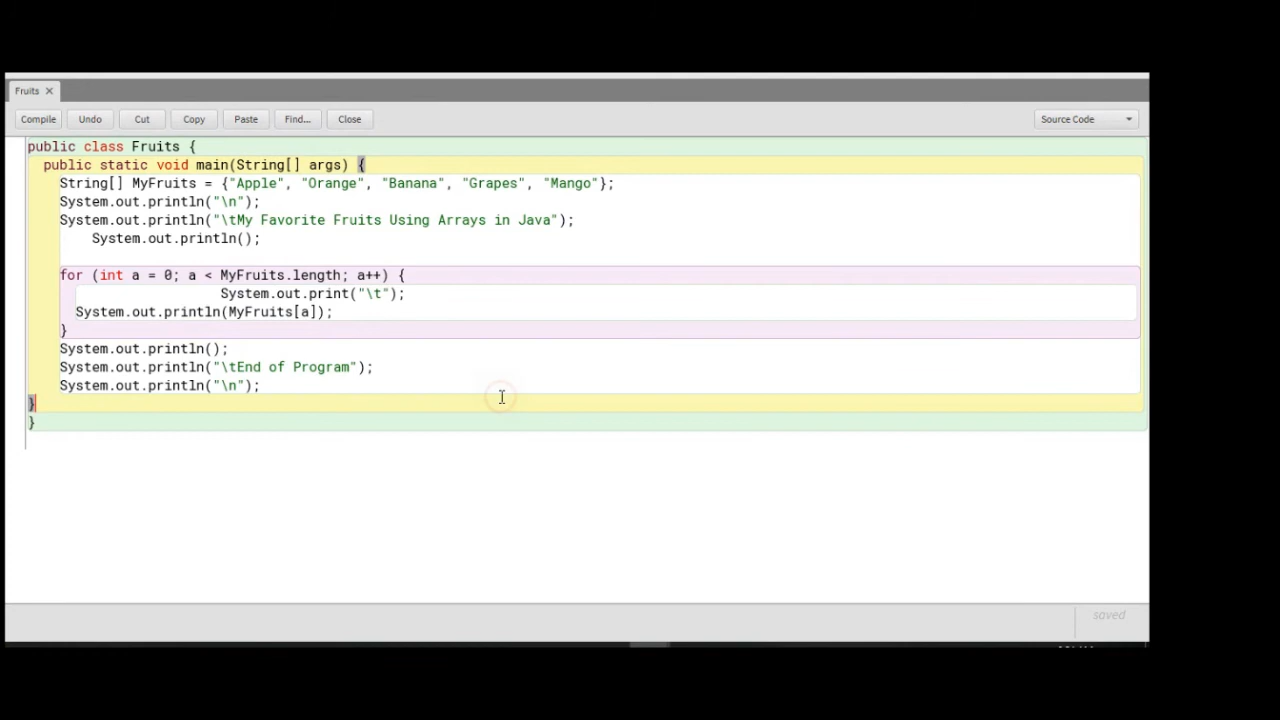 Fruits ×
Compile Undo Cut Copy Paste Find... Close Source Code
public class Fruits {
public static void main(String[] args) {
String[] MyFruits = {"Apple", "Orange", "Banana", "Grapes", "Mango"};
System.out.println("\n");
System.out.println("\tMy Favorite Fruits Using Arrays in Java");
System.out.println();
for (int a = 0; a < MyFruits.length; a++) {
System.out.print("\t");
System.out.println(MyFruits[a]);
}
System.out.println();
System.out.println("\tEnd of Program");
System.out.println("\n");
}
}
saved